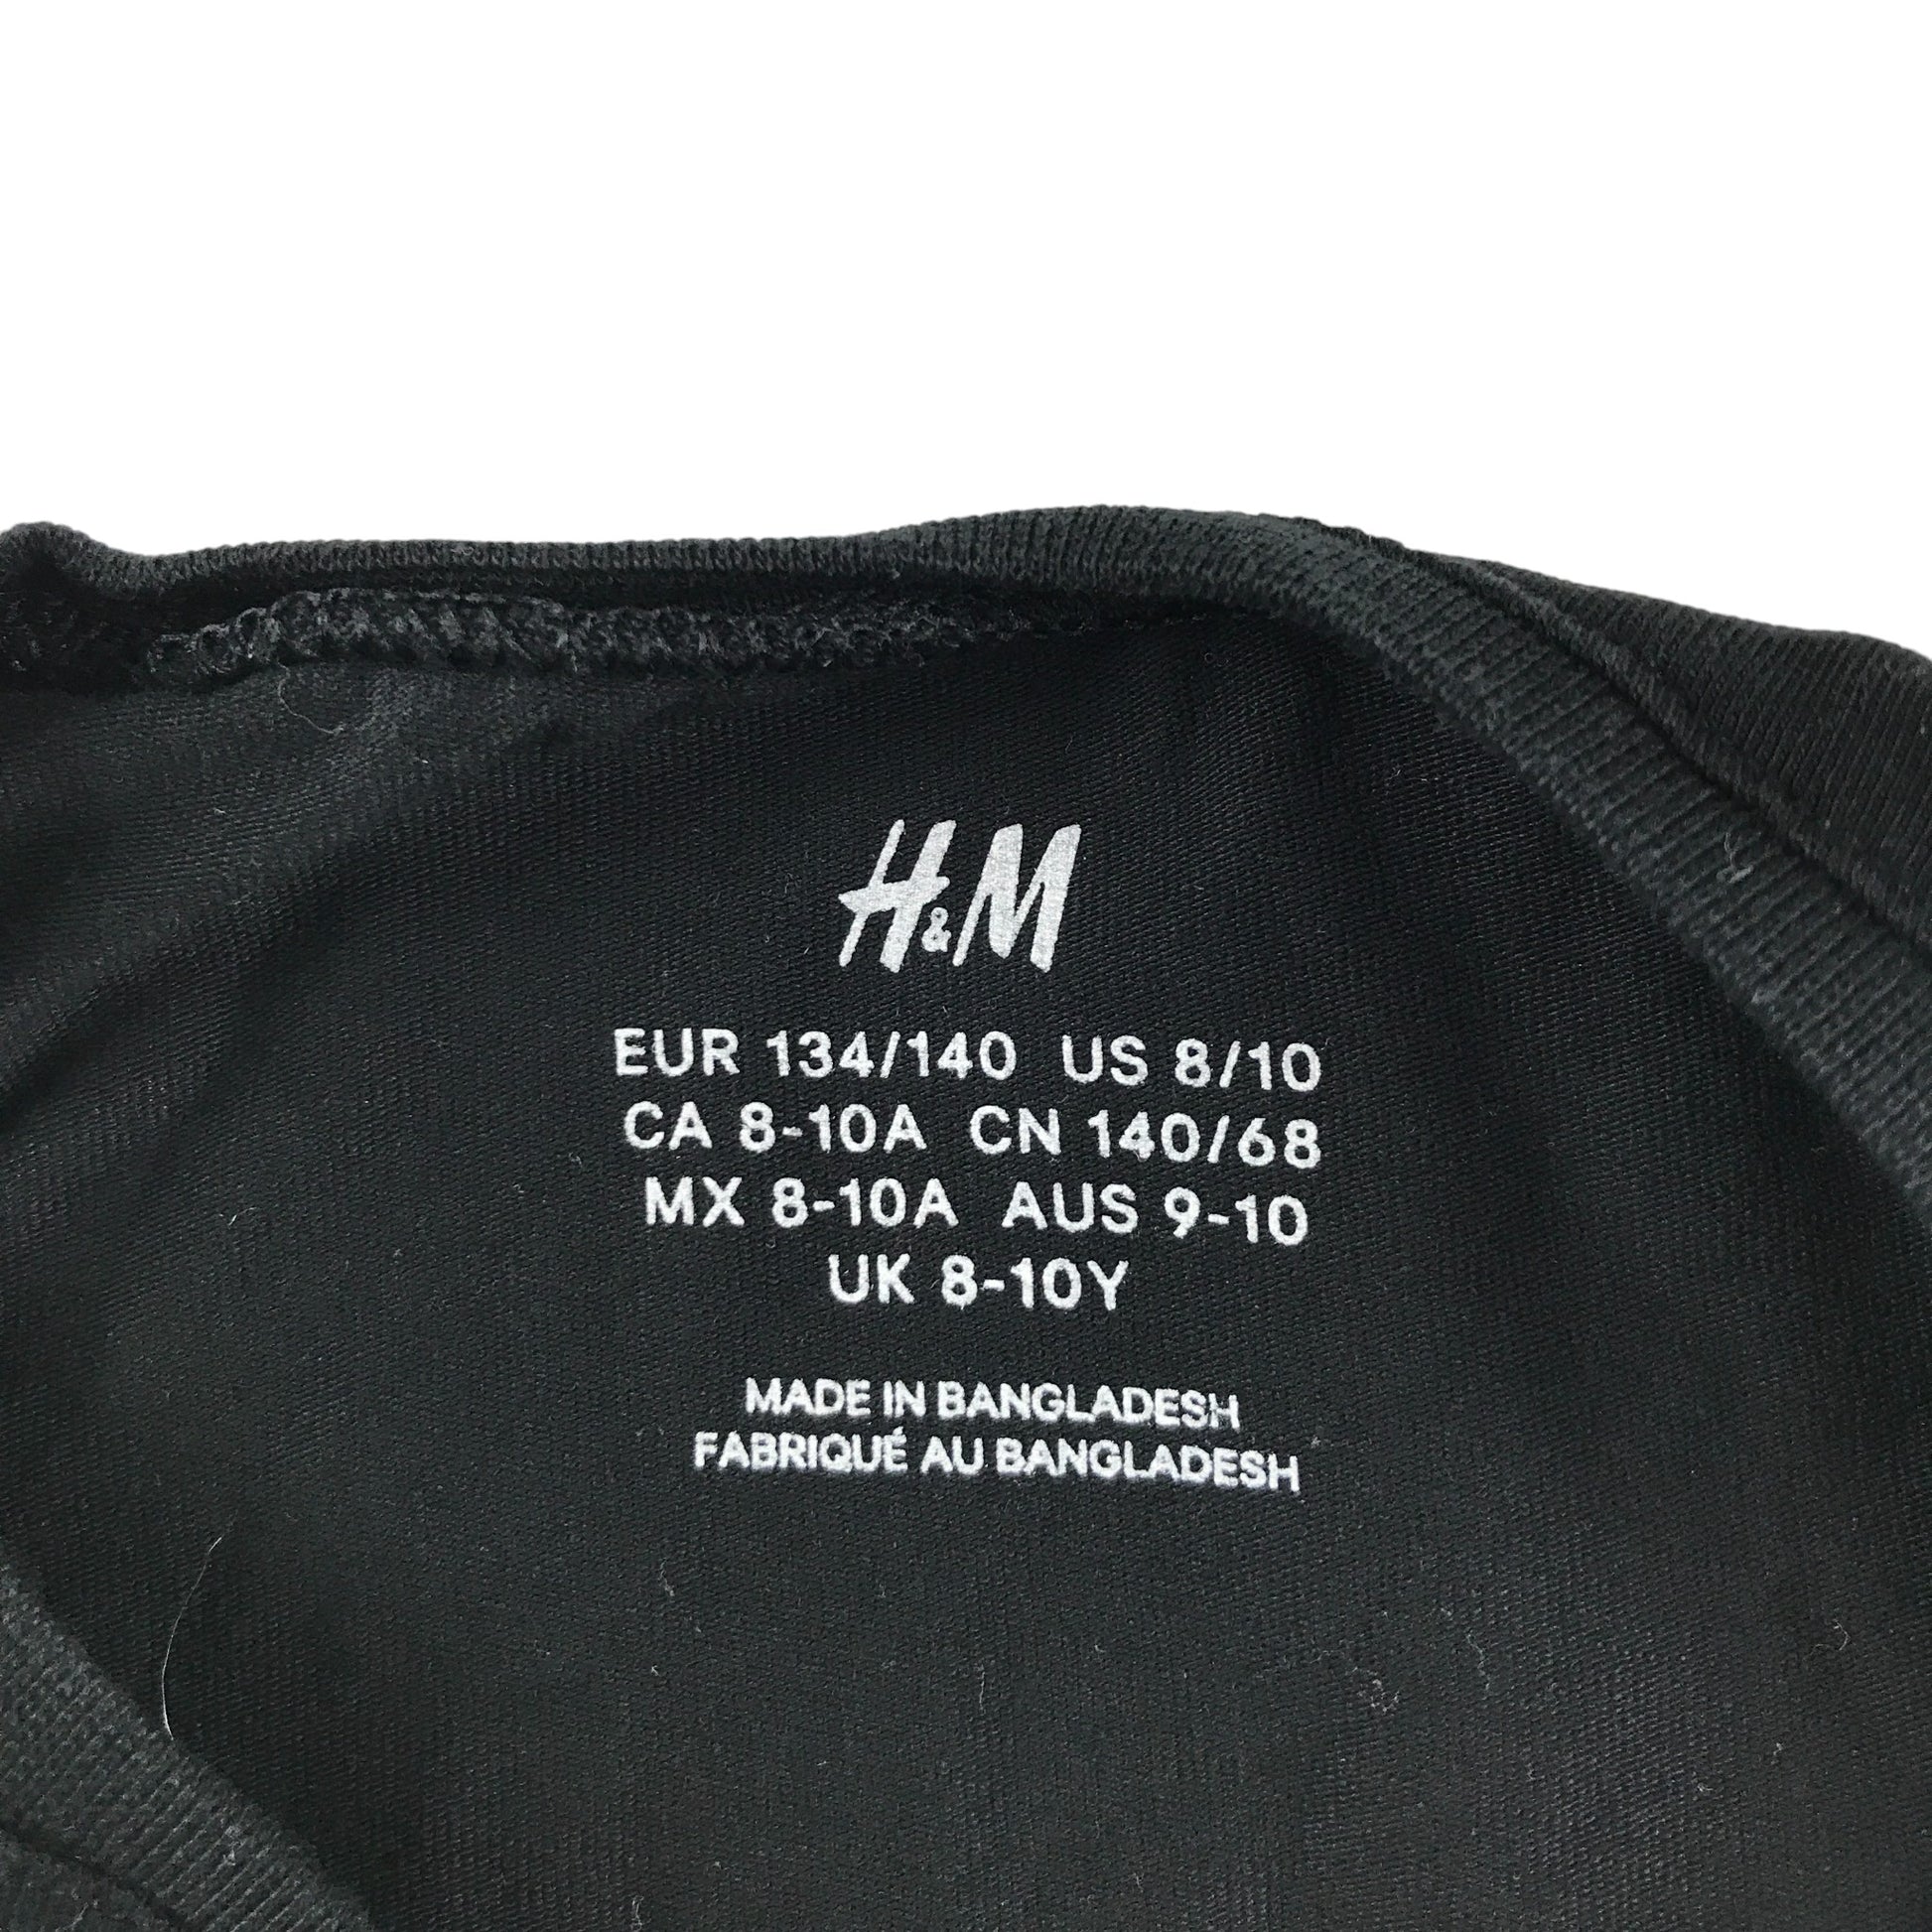 H&M
EUR 134/140 US 8/10
CA 8-10A CN 140/68
MX 8-10A AUS 9-10
UK 8-10Y
MADE IN BANGLADESH
FABRIQUÉ AU BANGLADESH